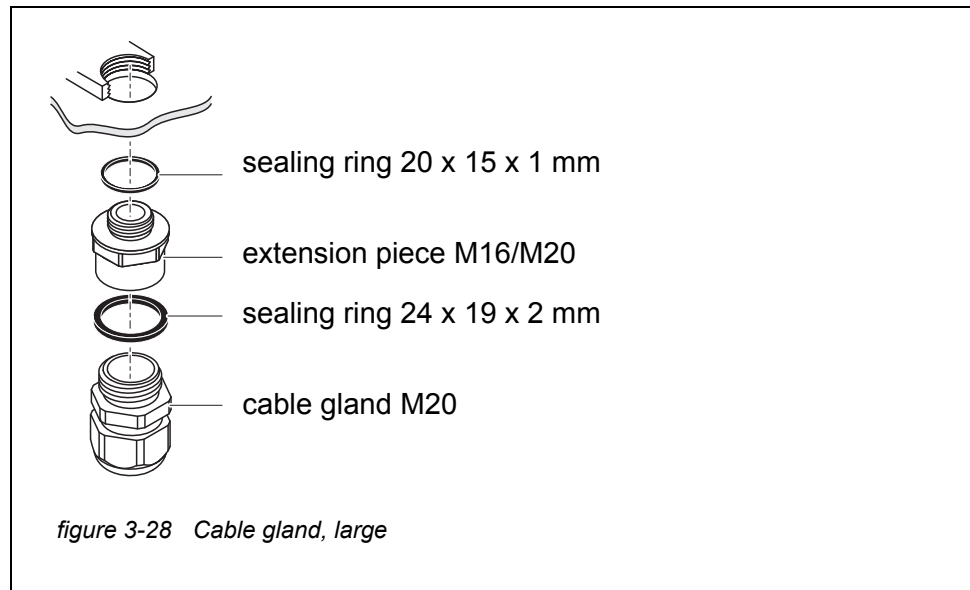 sealing ring 20 x 15 x 1 mm
extension piece M16/M20
sealing ring 24 x 19 x 2 mm
cable gland M20
figure 3-28 Cable gland, large